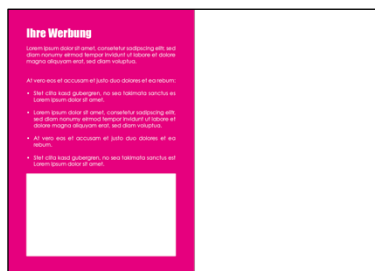 Ihre Werbung
Lorem ipsum dolor sit amet, consetetur sadipscing elitr, sed
diam nonumy eirmod tempor invidunt ut labore et dolore
magna aliquyam erat, sed diam voluptua.
At vero eos et accusam et justo duo dolores et ea rebum:
• Stet clita kasd gubergren, no sea takimata sanctus es
Lorem ipsum dolor sit amet.
• Lorem ipsum dolor sit amet, consetetur sadipscing elitr,
sed diam nonumy eirmod tempor invidunt ut labore et
dolore magna aliquyam erat, sed diam voluptua.
• At vero eos et accusam et justo duo dolores et ea
rebum.
• Stet clita kasd gubergren, no sea takimata sanctus est
Lorem ipsum dolor sit amet.